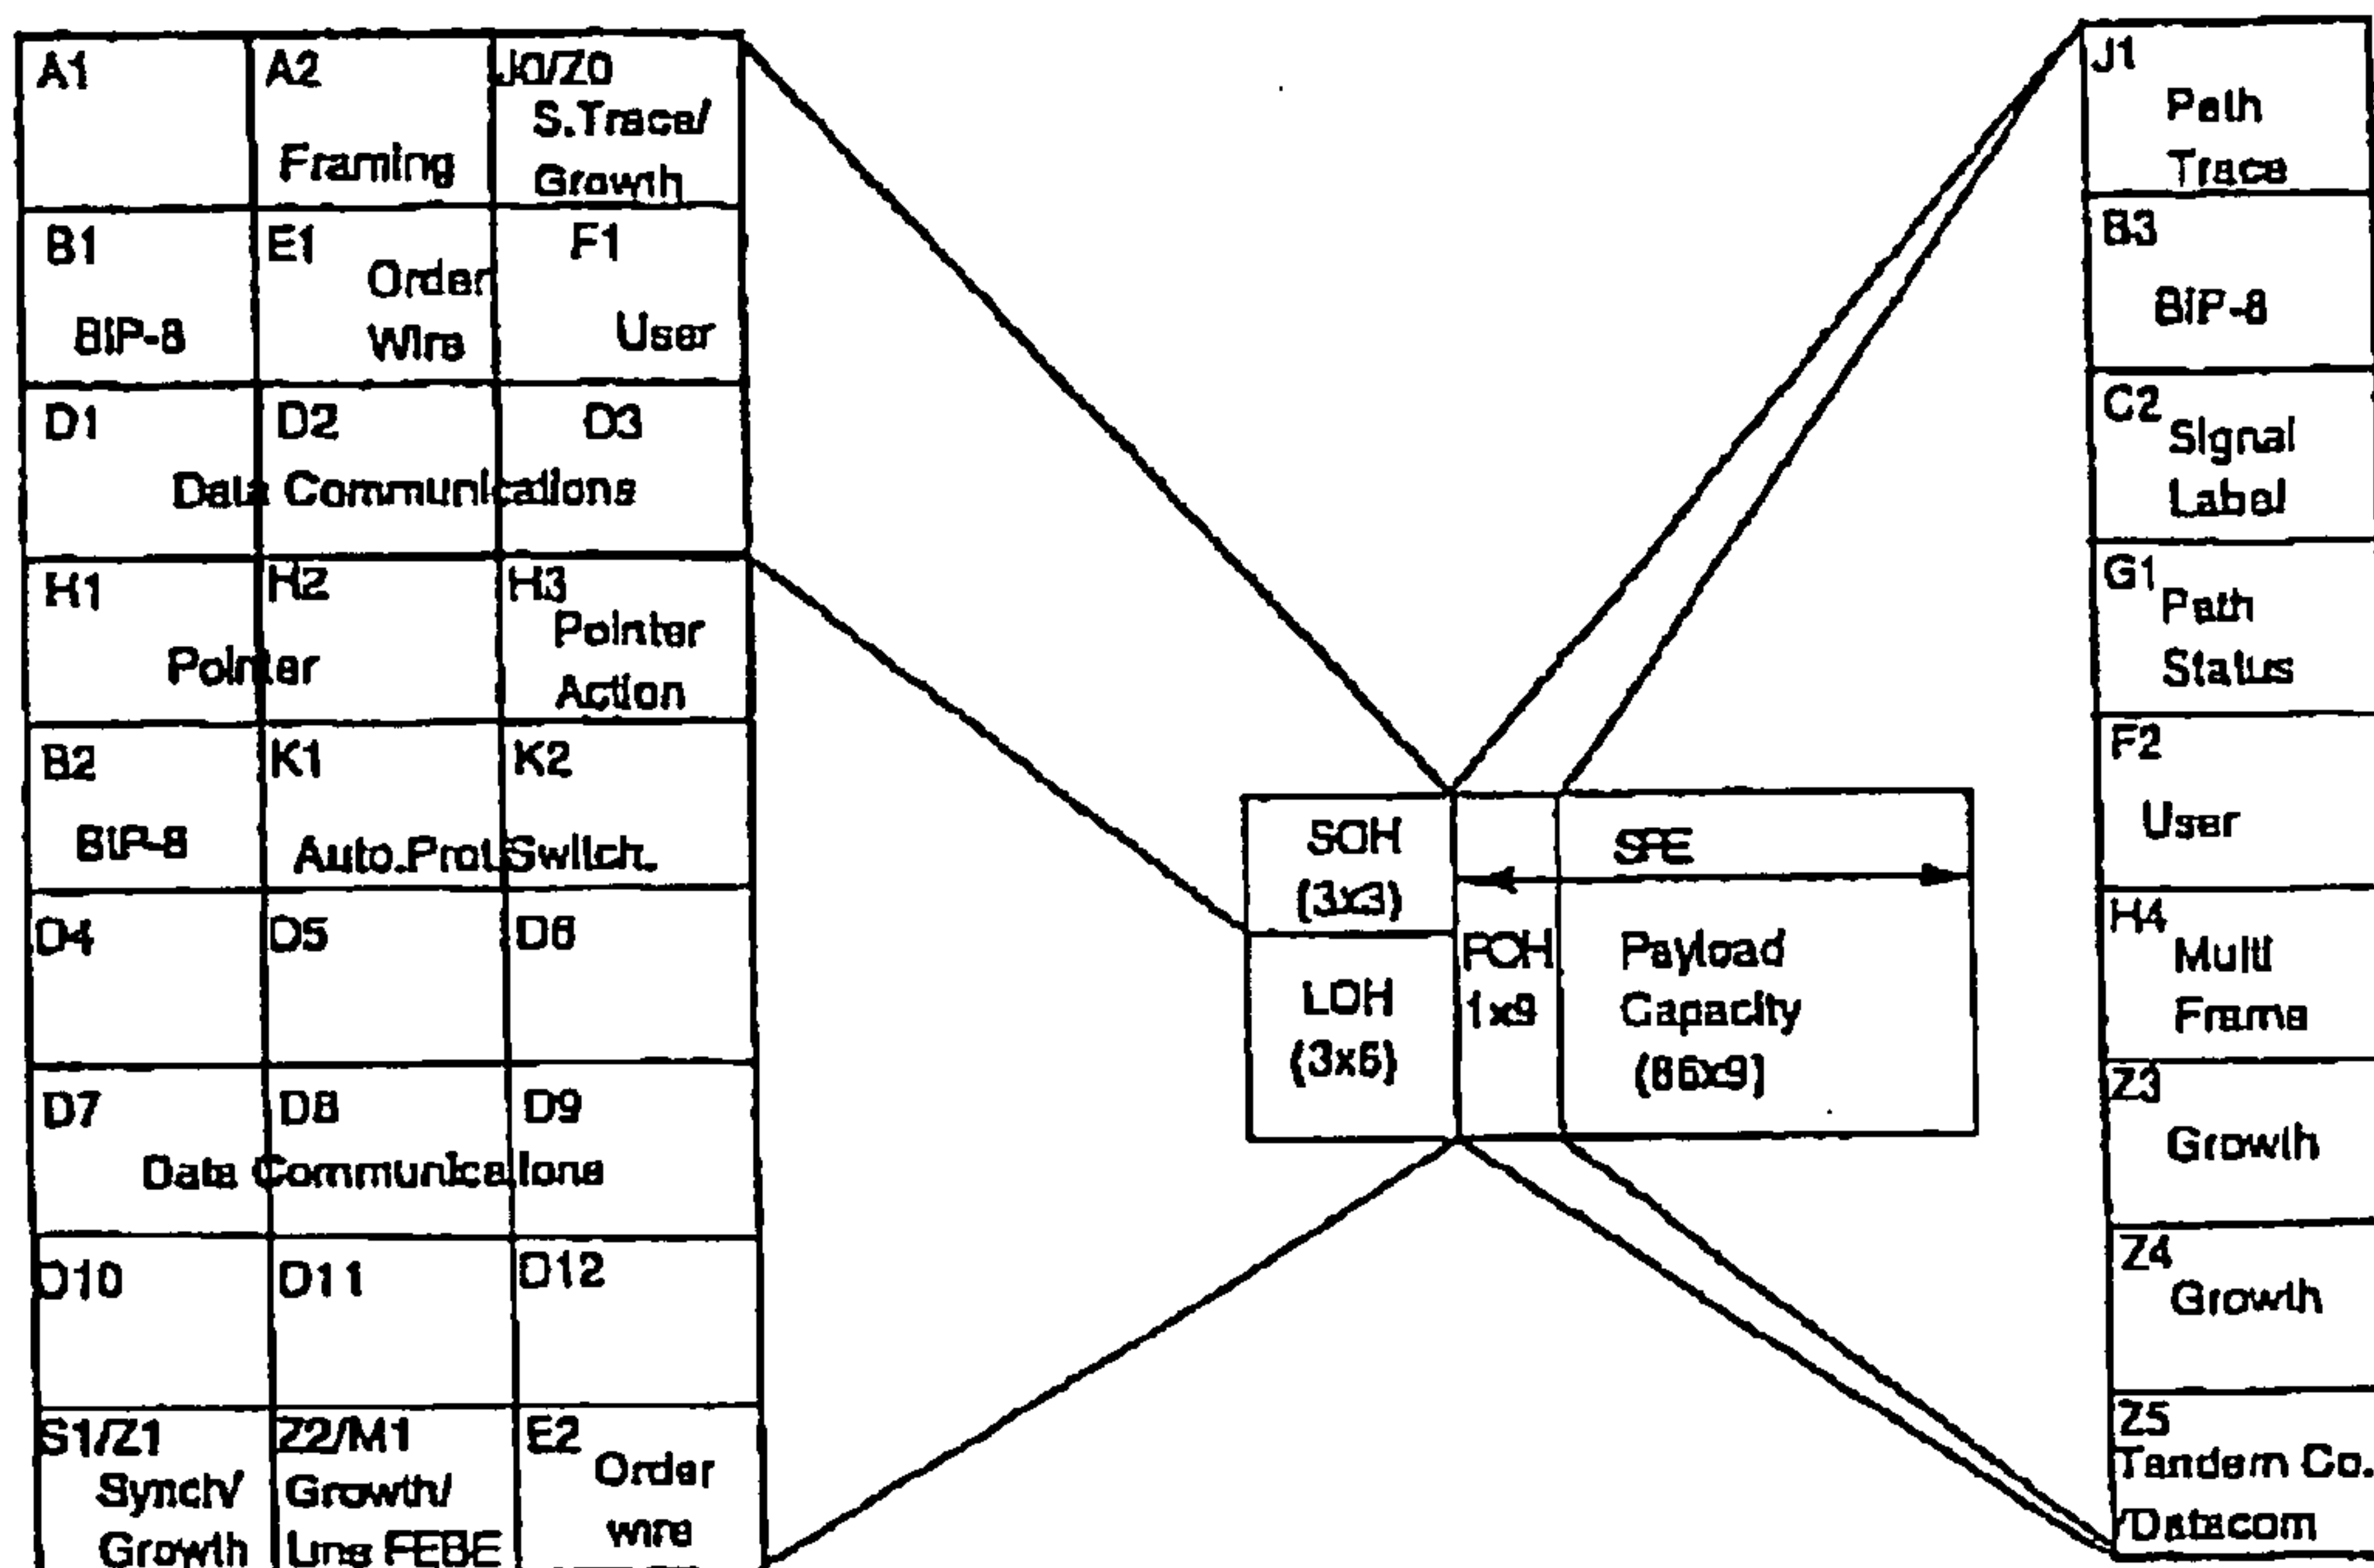 A1
A2
Framing
J0/Z0
S.Trace/
Growth
B1
BIP-8
E1
Order
Wire
F1
User
D1
D2
D3
Data Communications
H1
H2
Pointer
H3
Pointer
Action
B2
BIP-8
K1
K2
Auto.Prot.Switch.
D4
D5
D6
D7
D8
D9
Data Communications
D10
D11
D12
S1/Z1
Synch/
Growth
Z2/M1
Growth/
Line FEBE
E2
Order
wire
SOH
(3x3)
LOH
(3x6)
POH
1x9
SPE
Payload
Capacity
(86x9)
J1
Path
Trace
B3
BIP-8
C2
Signal
Label
G1
Path
Status
F2
User
H4
Multi
Frame
Z3
Growth
Z4
Growth
Z5
Tandem Co.
/Datacom